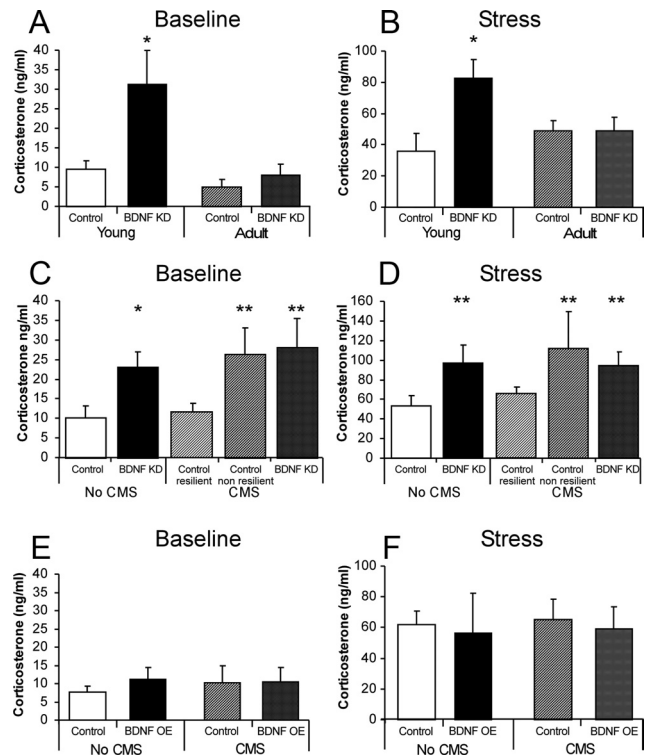 A Baseline
*
Corticosterone (ng/ml)
40
35
30
25
20
15
10
5
0
Control BDNF KD Control BDNF KD
Young Adult
B Stress
*
Corticosterone (ng/ml)
100
80
60
40
20
0
Control BDNF KD Control BDNF KD
Young Adult
C Baseline
* ** **
Corticosterone ng/ml)
40
35
30
25
20
15
10
5
0
Control BDNF KD Control Control BDNF KD
resilient non resilient
No CMS CMS
D Stress
** ** **
Corticosterone ng/ml)
160
140
120
100
80
60
40
20
0
Control BDNF KD Control Control BDNF KD
resilient non resilient
No CMS CMS
E Baseline
Corticosterone (ng/ml)
40
35
30
25
20
15
10
5
0
Control BDNF OE Control BDNF OE
No CMS CMS
F Stress
Corticosterone (ng/ml)
100
80
60
40
20
0
Control BDNF OE Control BDNF OE
No CMS CMS